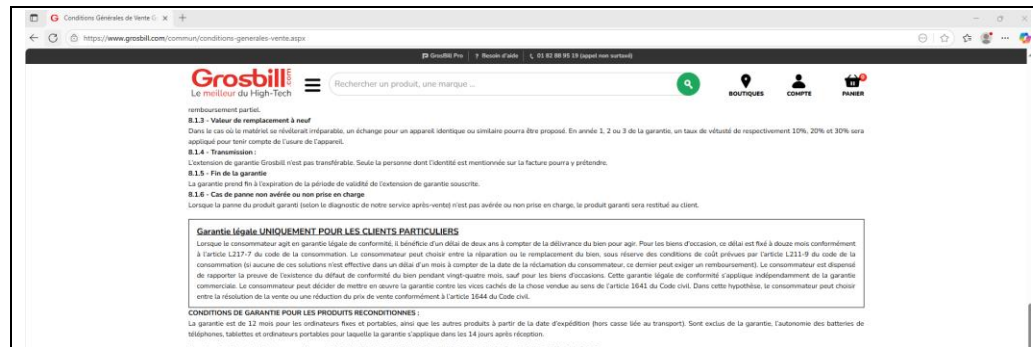 Conditions Générales de Vente G
https://www.grosbill.com/commun/conditions-generales-vente.aspx
GrosBill Pro ? Besoin d'aide 01 82 88 95 19 (appel non surtaxé)
Grosbill.com
Le meilleur du High-Tech
Rechercher un produit, une marque ...
BOUTIQUES COMPTE PANIER
remboursement partiel.
8.1.3 - Valeur de remplacement à neuf
Dans le cas où le matériel se révélerait irréparable, un échange pour un appareil identique ou similaire pourra être proposé. En année 1, 2 ou 3 de la garantie, un taux de vétusté de respectivement 10%, 20% et 30% sera
appliqué pour tenir compte de l'usure de l'appareil.
8.1.4 - Transmission :
L'extension de garantie Grosbill n'est pas transférable. Seule la personne dont l'identité est mentionnée sur la facture pourra y prétendre.
8.1.5 - Fin de la garantie
La garantie prend fin à l'expiration de la période de validité de l'extension de garantie souscrite.
8.1.6 - Cas de panne non avérée ou non prise en charge
Lorsque la panne du produit garanti (selon le diagnostic de notre service après-vente) n'est pas avérée ou non prise en charge, le produit garanti sera restitué au client.
Garantie légale UNIQUEMENT POUR LES CLIENTS PARTICULIERS
Lorsque le consommateur agit en garantie légale de conformité, il bénéficie d'un délai de deux ans à compter de la délivrance du bien pour agir. Pour les biens d'occasion, ce délai est fixé à douze mois conformément
à l'article L217-7 du code de la consommation. Le consommateur peut choisir entre la réparation ou le remplacement du bien, sous réserve des conditions de coût prévues par l'article L211-9 du code de la
consommation (si aucune de ces solutions n'est effective dans un délai d'un mois à compter de la date de la réclamation du consommateur, ce dernier peut exiger un remboursement). Le consommateur est dispensé
de rapporter la preuve de l'existence du défaut de conformité du bien pendant vingt-quatre mois, sauf pour les biens d'occasions. Cette garantie légale de conformité s'applique indépendamment de la garantie
commerciale. Le consommateur peut décider de mettre en œuvre la garantie contre les vices cachés de la chose vendue au sens de l'article 1641 du Code civil. Dans cette hypothèse, le consommateur peut choisir
entre la résolution de la vente ou une réduction du prix de vente conformément à l'article 1644 du Code civil.
CONDITIONS DE GARANTIE POUR LES PRODUITS RECONDITIONNES :
La garantie est de 12 mois pour les ordinateurs fixes et portables, ainsi que les autres produits à partir de la date d'expédition (hors casse liée au transport). Sont exclus de la garantie, l'autonomie des batteries de
téléphones, tablettes et ordinateurs portables pour laquelle la garantie s'applique dans les 14 jours après réception.